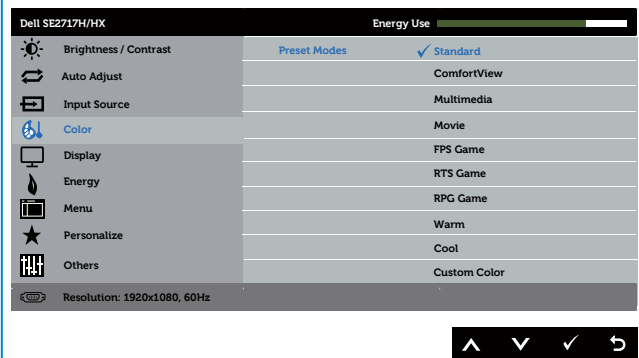 Dell SE2717H/HX Energy Use
Brightness / Contrast Preset Modes Standard
Auto Adjust ComfortView
Input Source Multimedia
Color Movie
Display FPS Game
Energy RTS Game
Menu RPG Game
Personalize Warm
Cool
Others Custom Color
Resolution: 1920x1080, 60Hz